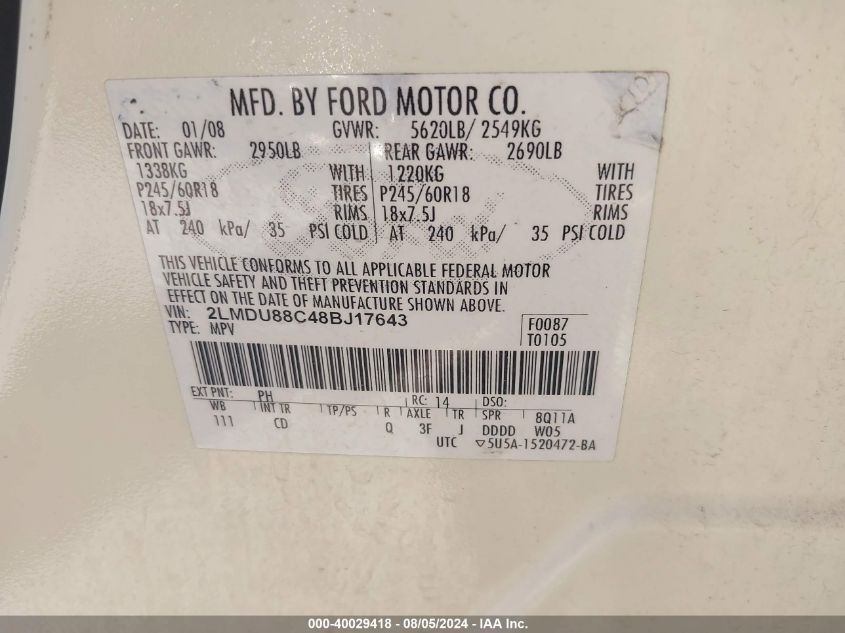 MFD. BY FORD MOTOR CO.
DATE: 01/08 GVWR: 5620LB/ 2549KG
FRONT GAWR: 2950LB REAR GAWR: 2690LB
1338KG WITH 1220KG WITH
P245/60R18 TIRES P245/60R18 TIRES
18x7.5J RIMS 18x7.5J RIMS
AT 240 kPa/ 35 PSI COLD AT 240 kPa/ 35 PSI COLD
THIS VEHICLE CONFORMS TO ALL APPLICABLE FEDERAL MOTOR
VEHICLE SAFETY AND THEFT PREVENTION STANDARDS IN
EFFECT ON THE DATE OF MANUFACTURE SHOWN ABOVE.
VIN: 2LMDU88C48BJ17643
TYPE: MPV
F0087
T0105
EXT PNT: PH RC: 14 DSO:
WB INT TR TP/PS R AXLE TR SPR 8Q11A
111 CD Q 3F J DDDD W05
UTC ▽5U5A-1520472-BA
000-40029418 - 08/05/2024 - IAA Inc.